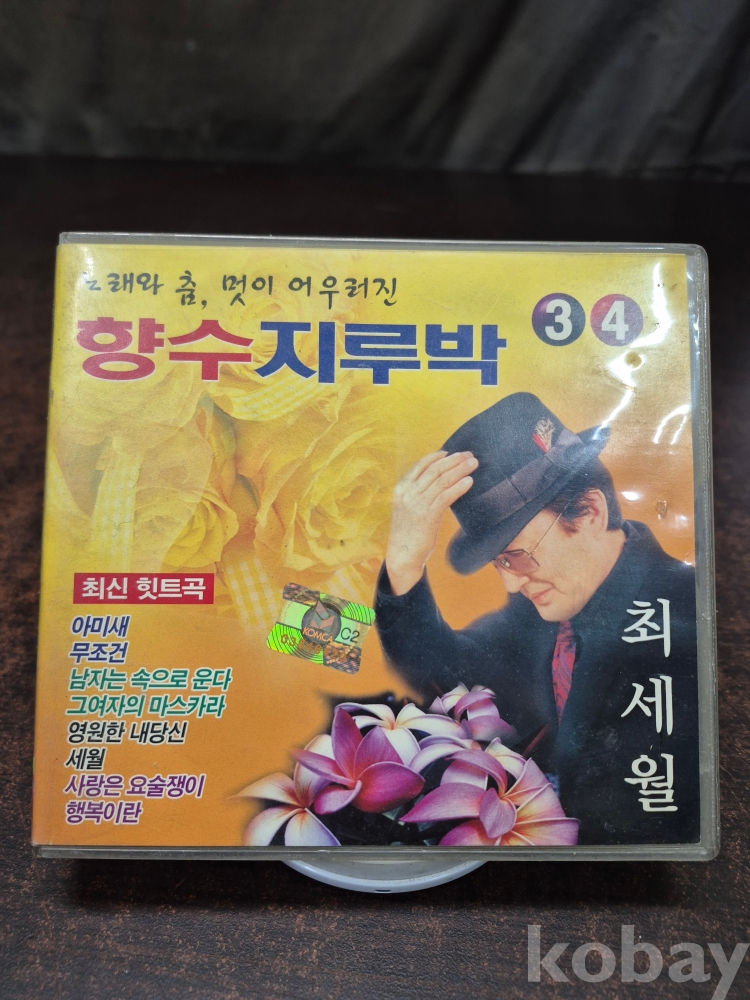 노래와 춤, 멋이 어우러진
향수지루박
3 4
최신 힛트곡
아미새
무조건
남자는 속으로 운다
그여자의 마스카라
영원한 내당신
세월
사랑은 요술쟁이
행복이란
KOMCA
C2
최세월
kobay